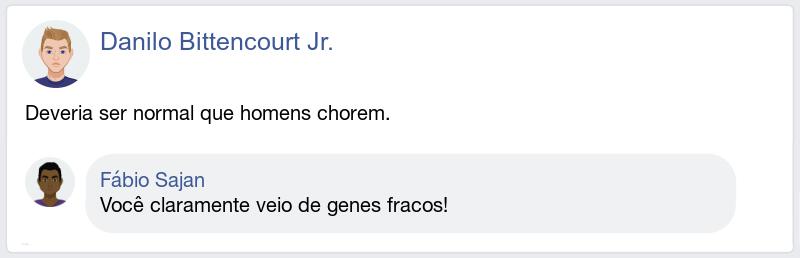 Danilo Bittencourt Jr.
Deveria ser normal que homens chorem.
Fábio Sajan
Você claramente veio de genes fracos!